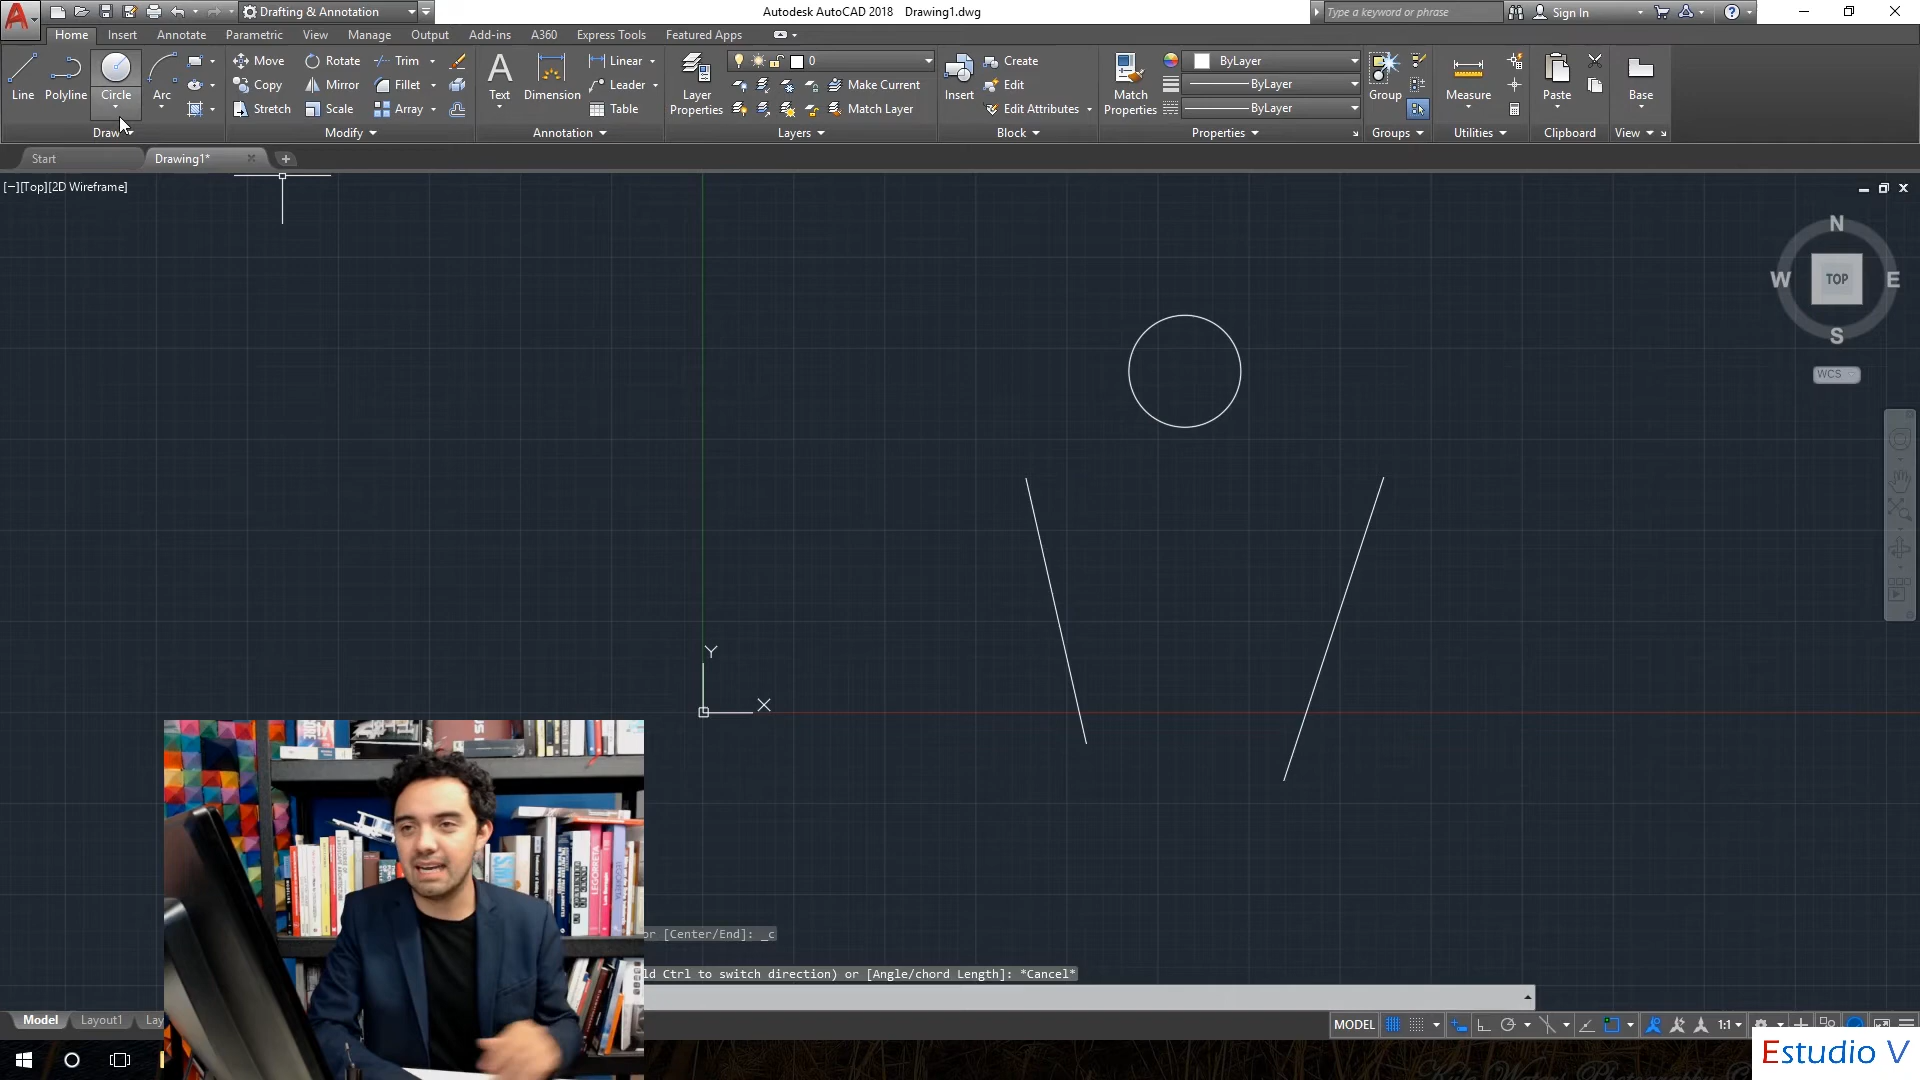 Drafting & Annotation
Autodesk AutoCAD 2018 Drawing1.dwg
Type a keyword or phrase
Sign In
Home Insert Annotate Parametric View Manage Output Add-ins A360 Express Tools Featured Apps
Line Polyline Circle Arc
Move Rotate Trim
Copy Mirror Fillet
Stretch Scale Array
Text Dimension
Linear
Leader
Table
Layer Properties
0
Make Current
Match Layer
Insert
Create
Edit
Edit Attributes
Match Properties
ByLayer
ByLayer
ByLayer
Group
Measure
Paste
Base
Draw Modify Annotation Layers Block Properties Groups Utilities Clipboard View
Start Drawing1*
[−][Top][2D Wireframe]
N
W TOP E
S
WCS
Y
X
LEGORRETA
or [Center/End]: _c
ld Ctrl to switch direction) or [Angle/chord Length]: *Cancel*
Model Layout1 Lay
MODEL
1:1
Estudio V